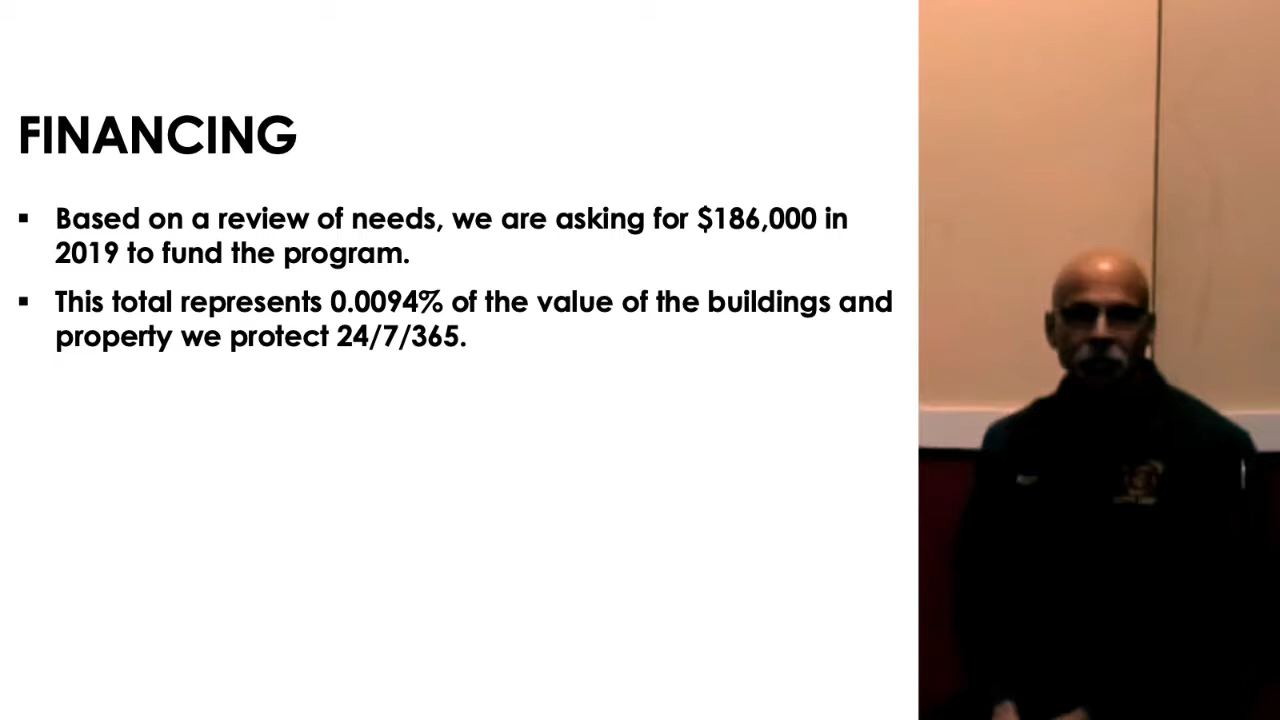 FINANCING
▪ Based on a review of needs, we are asking for $186,000 in
2019 to fund the program.
▪ This total represents 0.0094% of the value of the buildings and
property we protect 24/7/365.